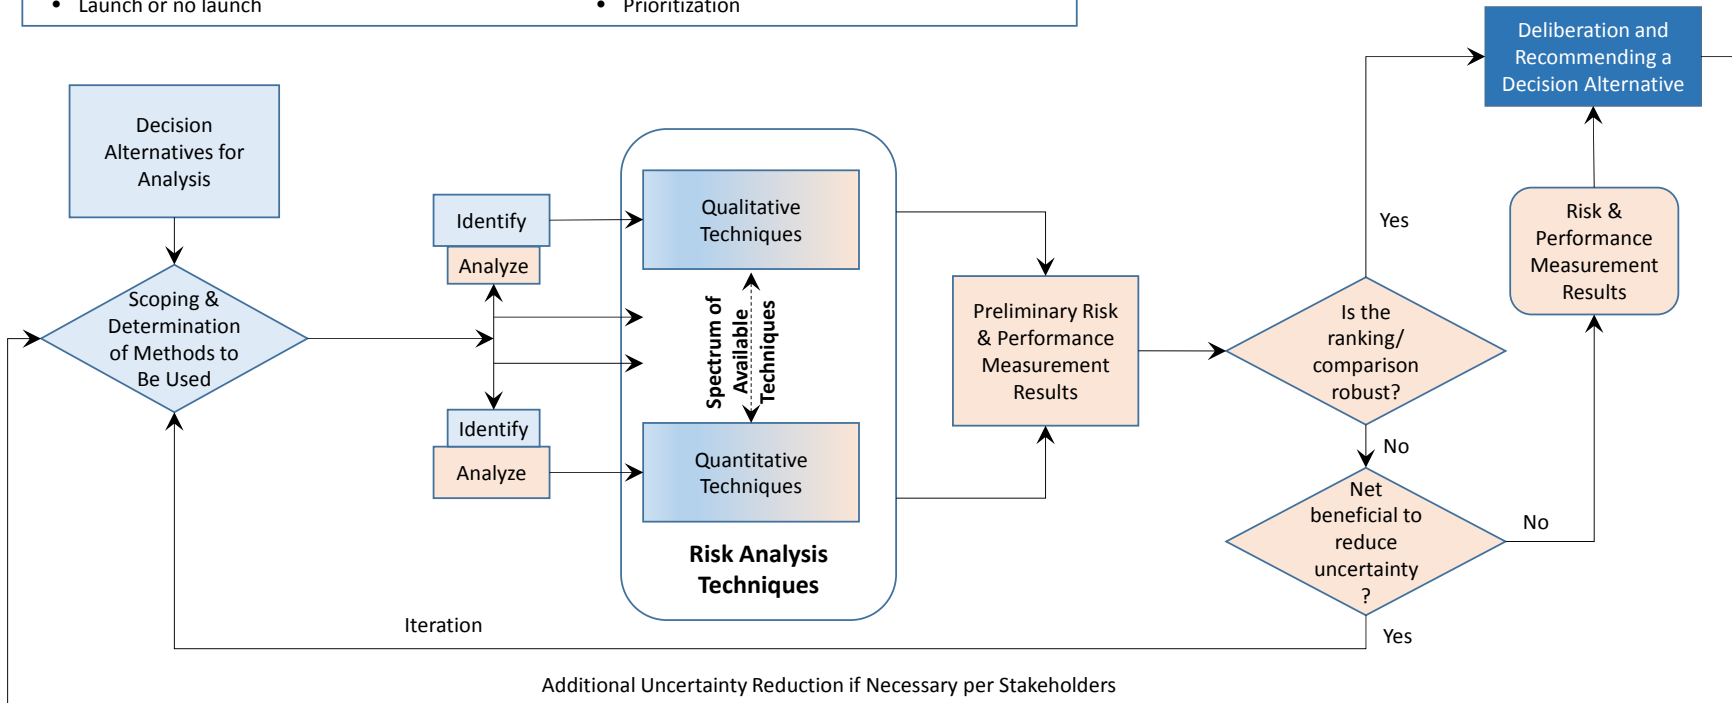 • Launch or no launch
• Prioritization
Deliberation and
Recommending a
Decision Alternative
Decision
Alternatives for
Analysis
Scoping &
Determination
of Methods to
Be Used
Identify
Analyze
Identify
Analyze
Qualitative
Techniques
Spectrum of
Available
Techniques
Quantitative
Techniques
Risk Analysis
Techniques
Preliminary Risk
& Performance
Measurement
Results
Is the
ranking/
comparison
robust?
Yes
No
Net
beneficial to
reduce
uncertainty
?
No
Yes
Risk &
Performance
Measurement
Results
Iteration
Additional Uncertainty Reduction if Necessary per Stakeholders